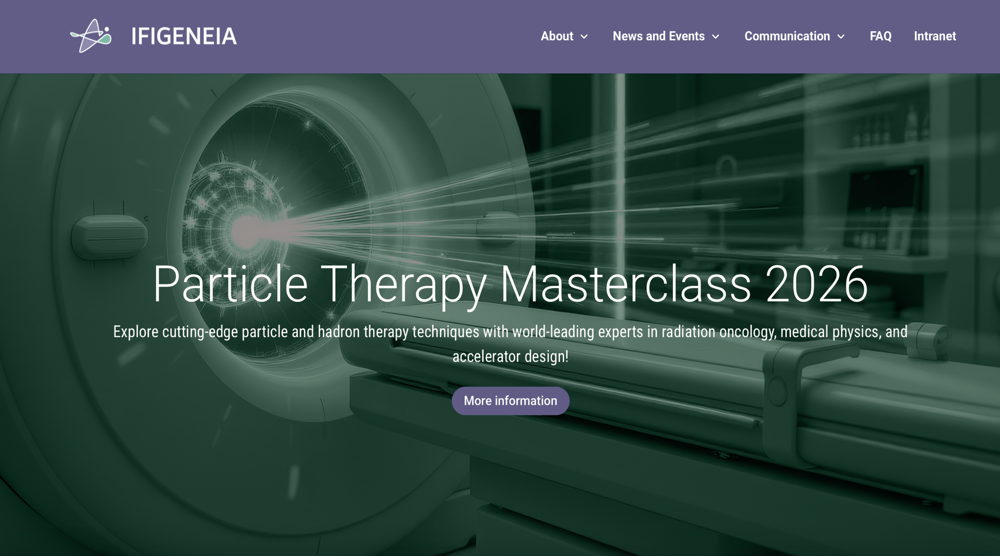 IFIGENEIA
About
News and Events
Communication
FAQ
Intranet
Particle Therapy Masterclass 2026
Explore cutting-edge particle and hadron therapy techniques with world-leading experts in radiation oncology, medical physics, and
accelerator design!
More information